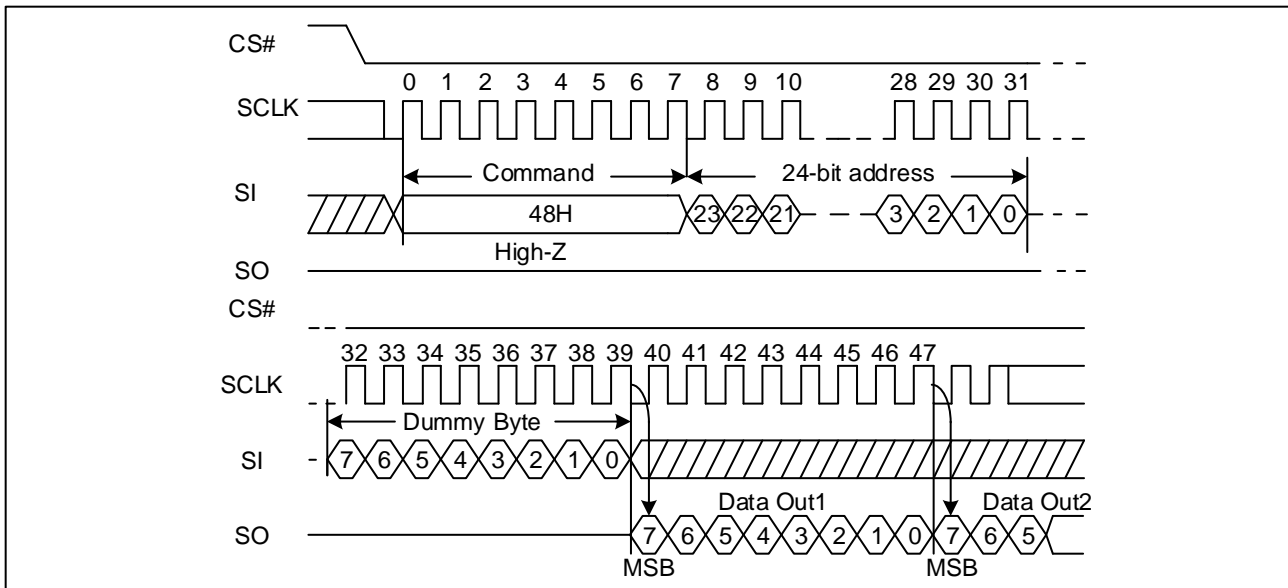 CS#
0 1 2 3 4 5 6 7 8 9 10 28 29 30 31
SCLK
Command 24-bit address
SI
48H 23 22 21 3 2 1 0
High-Z
SO
CS#
32 33 34 35 36 37 38 39 40 41 42 43 44 45 46 47
SCLK
Dummy Byte
SI 7 6 5 4 3 2 1 0
Data Out1 Data Out2
SO 7 6 5 4 3 2 1 0 7 6 5
MSB MSB